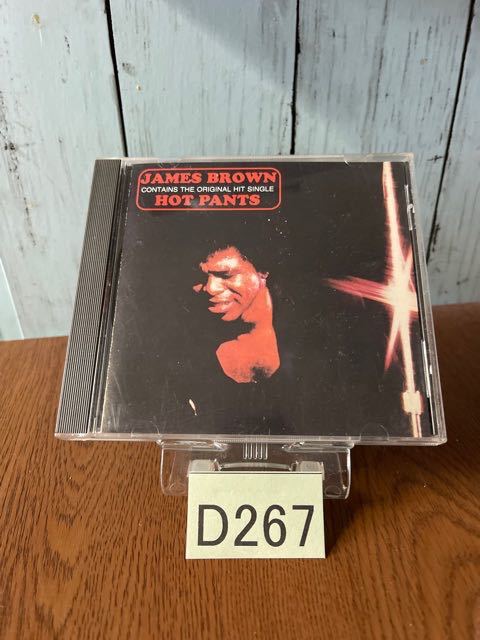 JAMES BROWN
CONTAINS THE ORIGINAL HIT SINGLE
HOT PANTS
D267